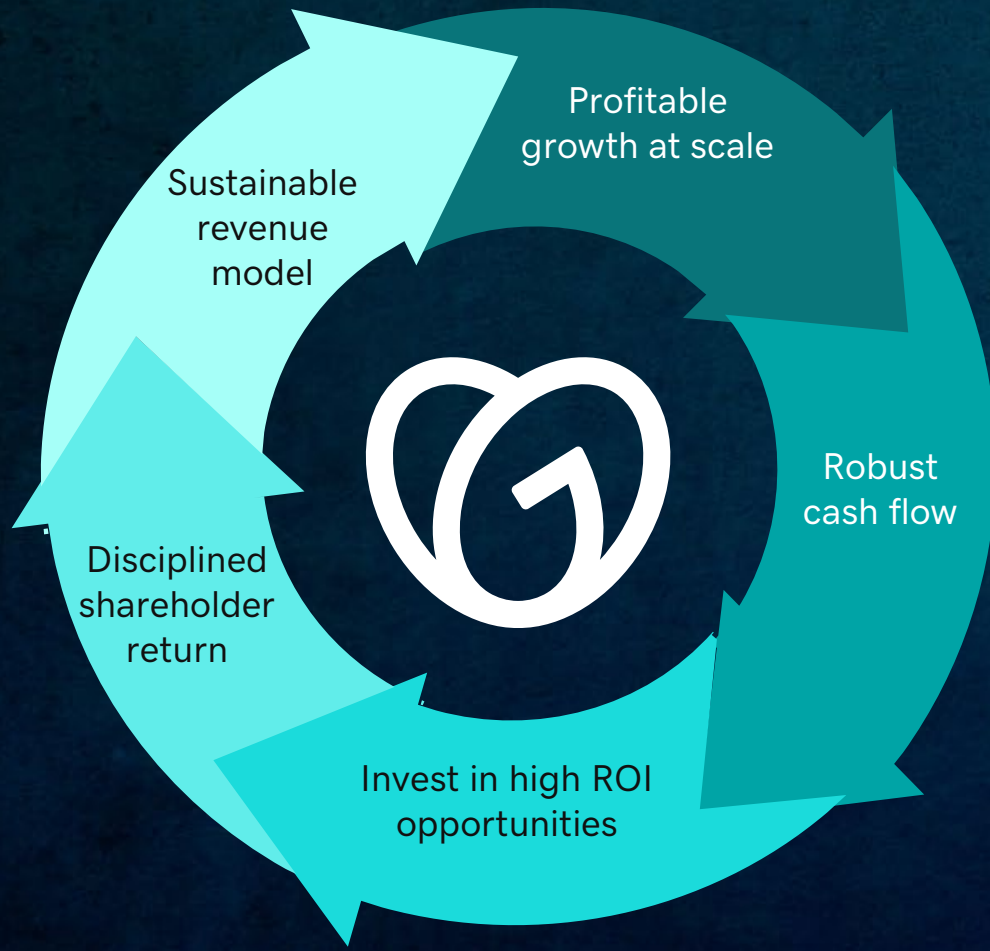 Profitable
growth at scale
Sustainable
revenue
model
Robust
cash flow
Disciplined
shareholder
return
Invest in high ROI
opportunities